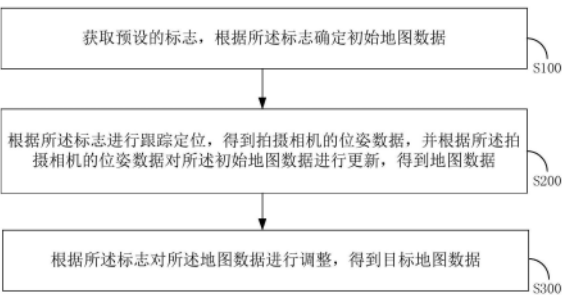 获取预设的标志，根据所述标志确定初始地图数据
S100
根据所述标志进行跟踪定位，得到拍摄相机的位姿数据，并根据所述拍
摄相机的位姿数据对所述初始地图数据进行更新，得到地图数据
S200
根据所述标志对所述地图数据进行调整，得到目标地图数据
S300